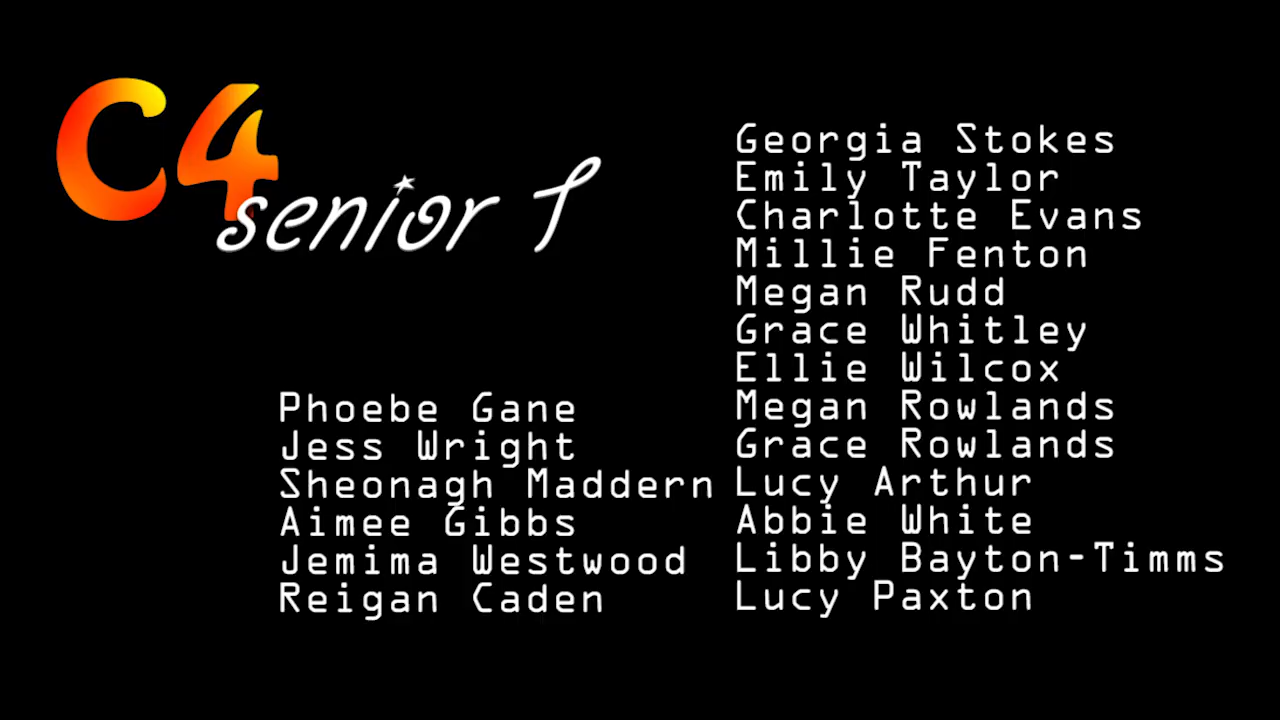 C4
senior 1
Phoebe Gane
Jess Wright
Sheonagh Maddern
Aimee Gibbs
Jemima Westwood
Reigan Caden
Georgia Stokes
Emily Taylor
Charlotte Evans
Millie Fenton
Megan Rudd
Grace Whitley
Ellie Wilcox
Megan Rowlands
Grace Rowlands
Lucy Arthur
Abbie White
Libby Bayton-Timms
Lucy Paxton